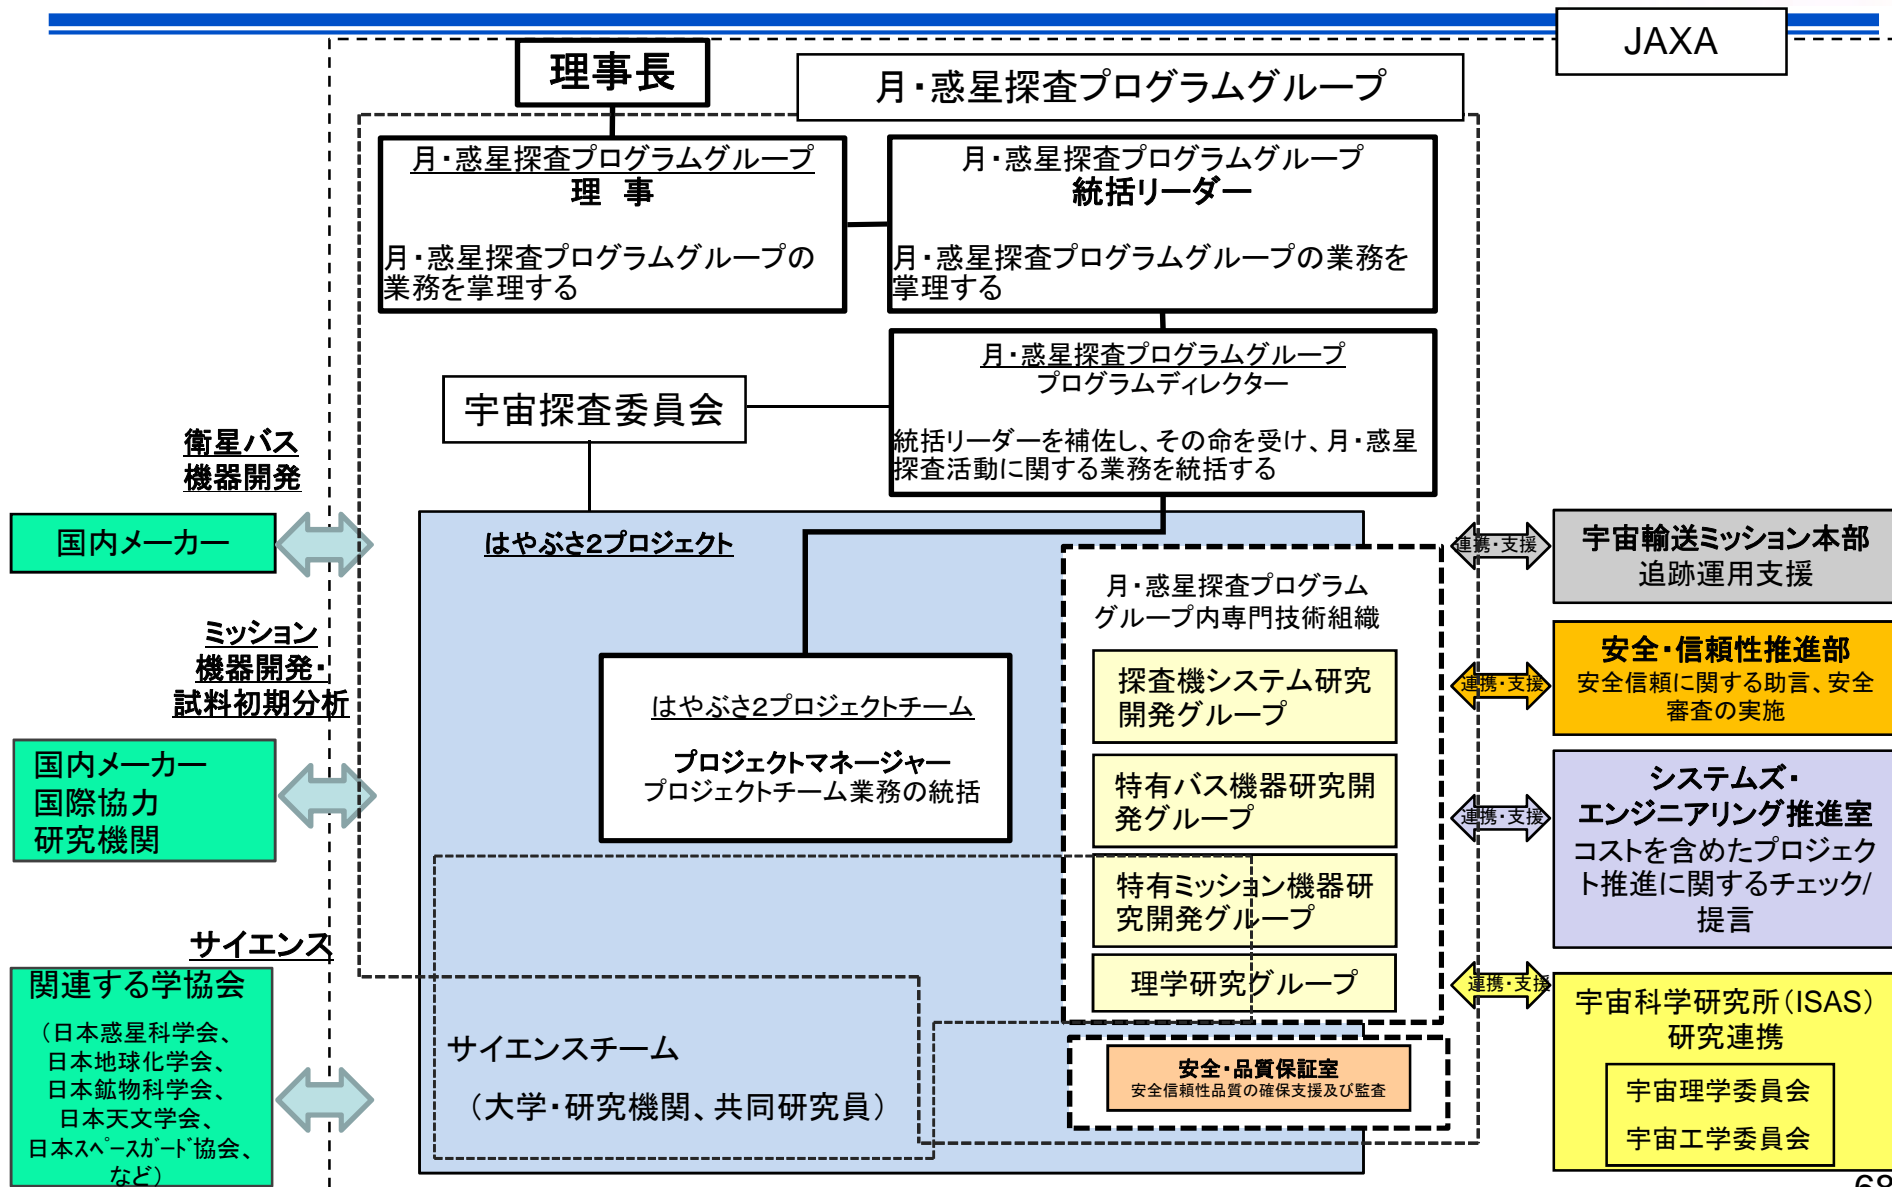 JAXA
理事長
月・惑星探査プログラムグループ
月・惑星探査プログラムグループ
理　事
月・惑星探査プログラムグループの
業務を掌理する
月・惑星探査プログラムグループ
統括リーダー
月・惑星探査プログラムグループの業務を
掌理する
月・惑星探査プログラムグループ
プログラムディレクター
統括リーダーを補佐し、その命を受け、月・惑星
探査活動に関する業務を統括する
宇宙探査委員会
衛星バス
機器開発
国内メーカー
ミッション
機器開発・
試料初期分析
国内メーカー
国際協力
研究機関
サイエンス
関連する学協会
（日本惑星科学会、
日本地球化学会、
日本鉱物科学会、
日本天文学会、
日本ｽﾍﾟｰｽｶﾞｰﾄﾞ協会、
など）
はやぶさ２プロジェクト
はやぶさ２プロジェクトチーム
プロジェクトマネージャー
プロジェクトチーム業務の統括
サイエンスチーム
（大学・研究機関、共同研究員）
月・惑星探査プログラム
グループ内専門技術組織
探査機システム研究
開発グループ
特有バス機器研究開
発グループ
特有ミッション機器研
究開発グループ
理学研究グループ
安全・品質保証室
安全信頼性品質の確保支援及び監査
連携・支援
宇宙輸送ミッション本部
追跡運用支援
連携・支援
安全・信頼性推進部
安全信頼に関する助言、安全
審査の実施
連携・支援
システムズ・
エンジニアリング推進室
コストを含めたプロジェク
ト推進に関するチェック/
提言
連携・支援
宇宙科学研究所（ISAS）
研究連携
宇宙理学委員会
宇宙工学委員会
68